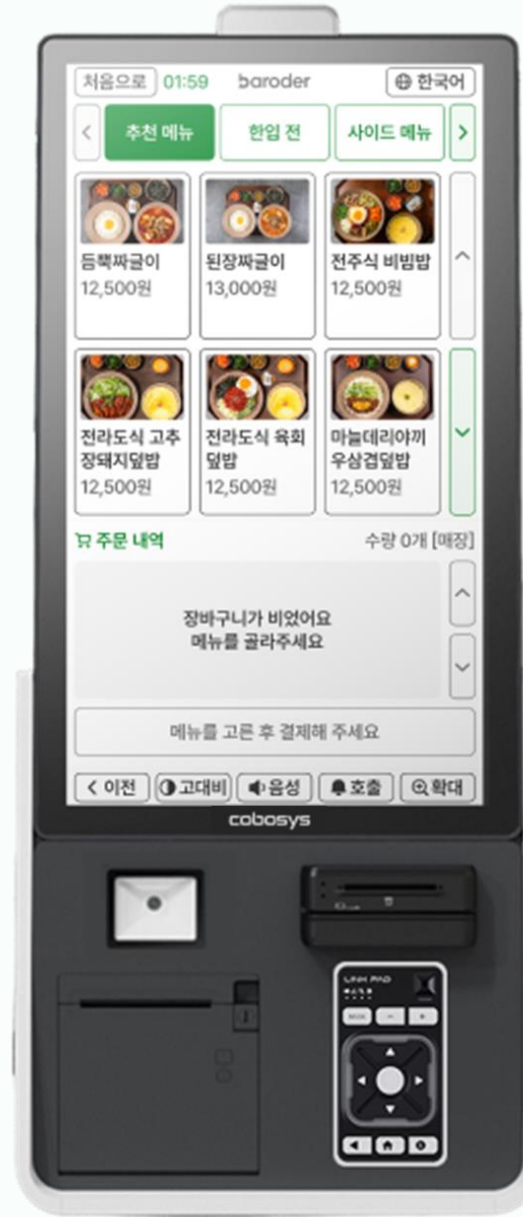 처음으로 01:59 baroder 한국어
추천 메뉴 한입 전 사이드 메뉴
듬뿍짜글이 된장짜글이 전주식 비빔밥
12,500원 13,000원 12,500원
전라도식 고추 전라도식 육회 마늘데리야끼
장돼지덮밥 덮밥 우삼겹덮밥
12,500원 12,500원 12,500원
주문 내역 수량 0개 [매장]
장바구니가 비었어요
메뉴를 골라주세요
메뉴를 고른 후 결제해 주세요
이전 고대비 음성 호출 확대
cobosys
LINK PAD